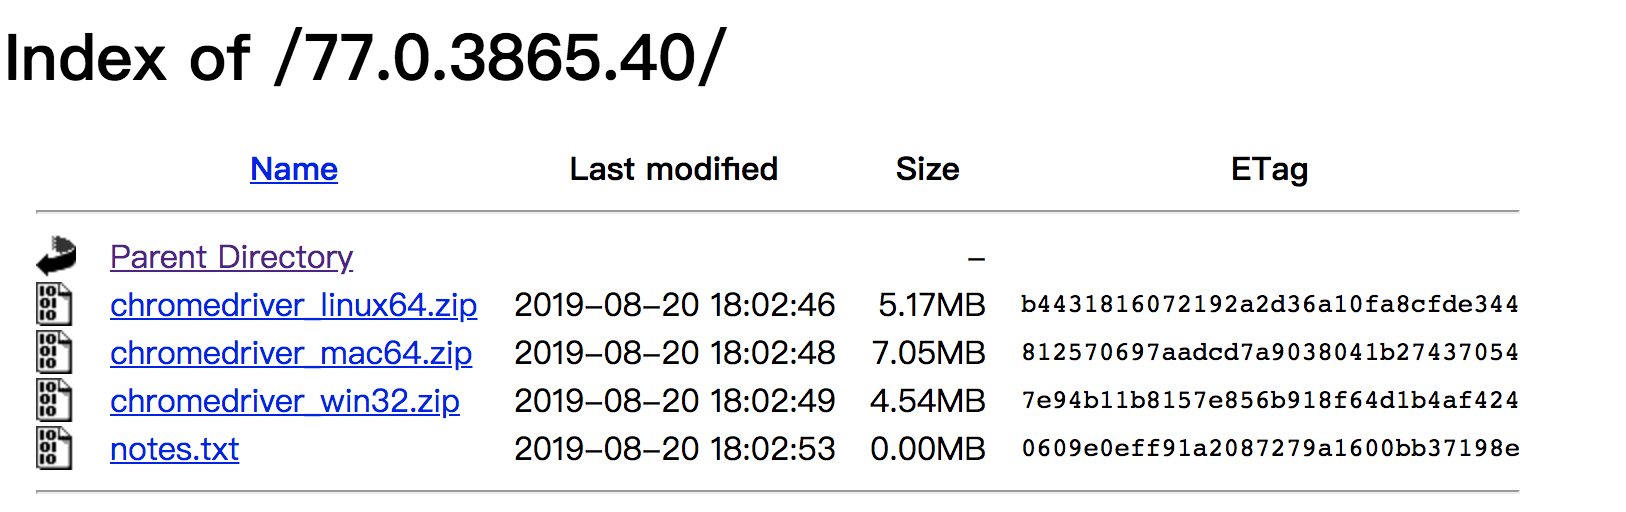 Index of /77.0.3865.40/
Name Last modified Size ETag
Parent Directory -
chromedriver_linux64.zip 2019-08-20 18:02:46 5.17MB b4431816072192a2d36a10fa8cfde344
chromedriver_mac64.zip 2019-08-20 18:02:48 7.05MB 812570697aadcd7a9038041b27437054
chromedriver_win32.zip 2019-08-20 18:02:49 4.54MB 7e94b11b8157e856b918f64d1b4af424
notes.txt 2019-08-20 18:02:53 0.00MB 0609e0eff91a2087279a1600bb37198e